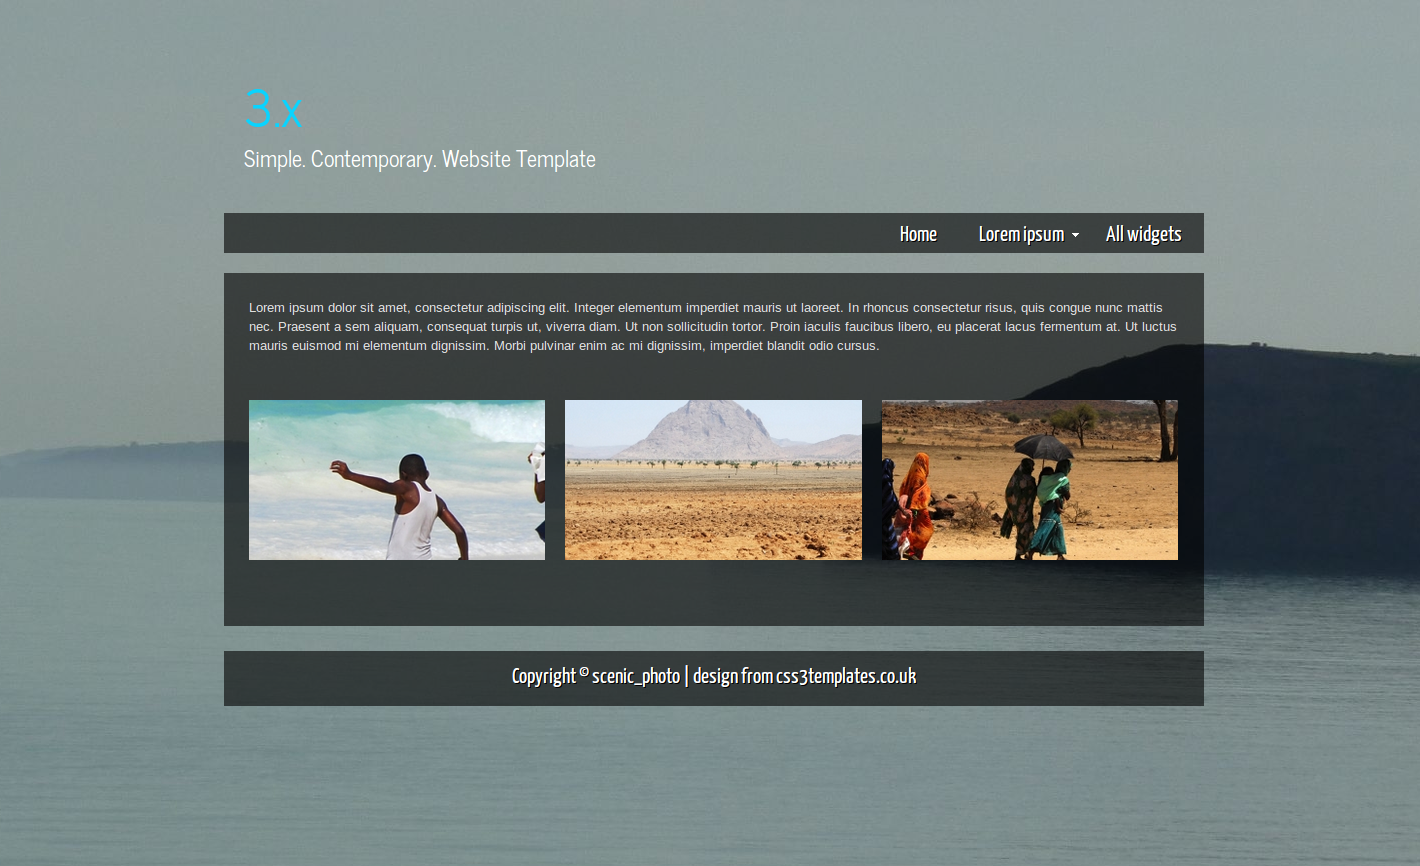 3.x
Simple. Contemporary. Website Template
Home Lorem ipsum All widgets
Lorem ipsum dolor sit amet, consectetur adipiscing elit. Integer elementum imperdiet mauris ut laoreet. In rhoncus consectetur risus, quis congue nunc mattis
nec. Praesent a sem aliquam, consequat turpis ut, viverra diam. Ut non sollicitudin tortor. Proin iaculis faucibus libero, eu placerat lacus fermentum at. Ut luctus
mauris euismod mi elementum dignissim. Morbi pulvinar enim ac mi dignissim, imperdiet blandit odio cursus.
Copyright © scenic_photo | design from css3templates.co.uk